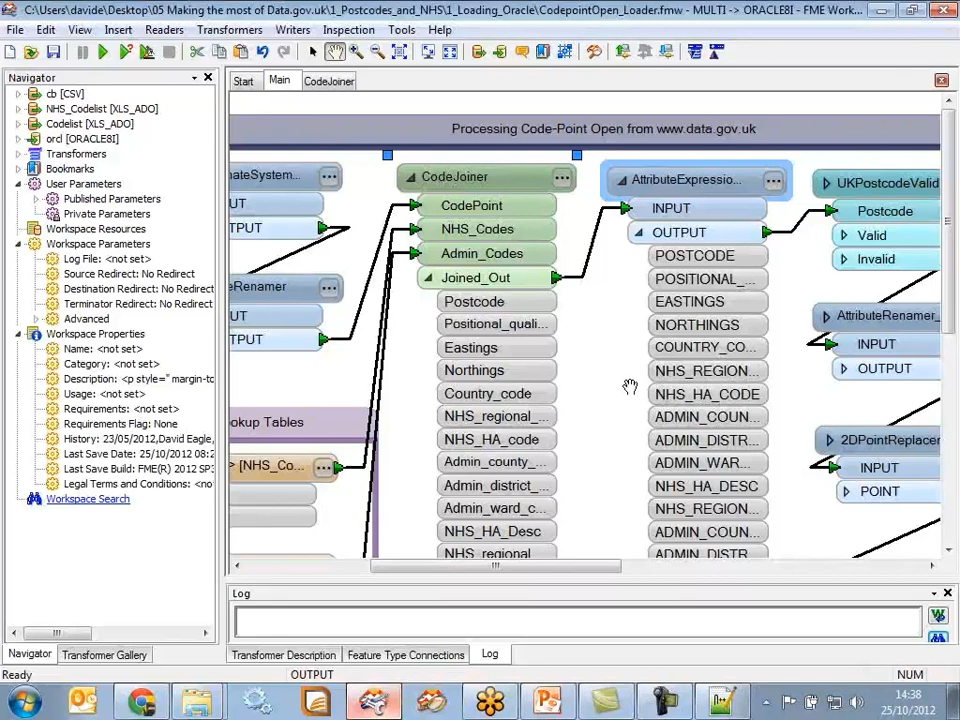 C:\Users\davide\Desktop\05 Making the most of Data.gov.uk\1_Postcodes_and_NHS\1_Loading_Oracle\CodepointOpen_Loader.fmw - MULTI -> ORACLE8I - FME Work...
File Edit View Insert Readers Transformers Writers Inspection Tools Help
Navigator
cb [CSV]
NHS_Codelist [XLS_ADO]
Codelist [XLS_ADO]
orcl [ORACLE8I]
Transformers
Bookmarks
User Parameters
Published Parameters
Private Parameters
Workspace Resources
Workspace Parameters
Log File: <not set>
Source Redirect: No Redirect
Destination Redirect: No Redirect
Terminator Redirect: No Redirect
Advanced
Workspace Properties
Name: <not set>
Category: <not set>
Description: <p style=" margin-to
Usage: <not set>
Requirements: <not set>
Requirements Flag: None
History: 23/05/2012,David Eagle,
Last Save Date: 25/10/2012 08:2
Last Save Build: FME(R) 2012 SP3
Legal Terms and Conditions: <not
Workspace Search
Navigator Transformer Gallery
Start Main CodeJoiner
Processing Code-Point Open from www.data.gov.uk
nateSystem...
UT
TPUT
eRenamer
UT
TPUT
ookup Tables
> [NHS_Co...
CodeJoiner
CodePoint
NHS_Codes
Admin_Codes
Joined_Out
Postcode
Positional_quali...
Eastings
Northings
Country_code
NHS_regional_...
NHS_HA_code
Admin_county_...
Admin_district_...
Admin_ward_c...
NHS_HA_Desc
NHS_regional
AttributeExpressio...
INPUT
OUTPUT
POSTCODE
POSITIONAL_...
EASTINGS
NORTHINGS
COUNTRY_CO...
NHS_REGION...
NHS_HA_CODE
ADMIN_COUN...
ADMIN_DISTR...
ADMIN_WAR...
NHS_HA_DESC
NHS_REGION...
ADMIN_COUN...
ADMIN_DISTR
UKPostcodeValid
Postcode
Valid
Invalid
AttributeRenamer_
INPUT
OUTPUT
2DPointReplacer
INPUT
POINT
Log
Transformer Description Feature Type Connections Log
Ready OUTPUT NUM
14:38
25/10/2012